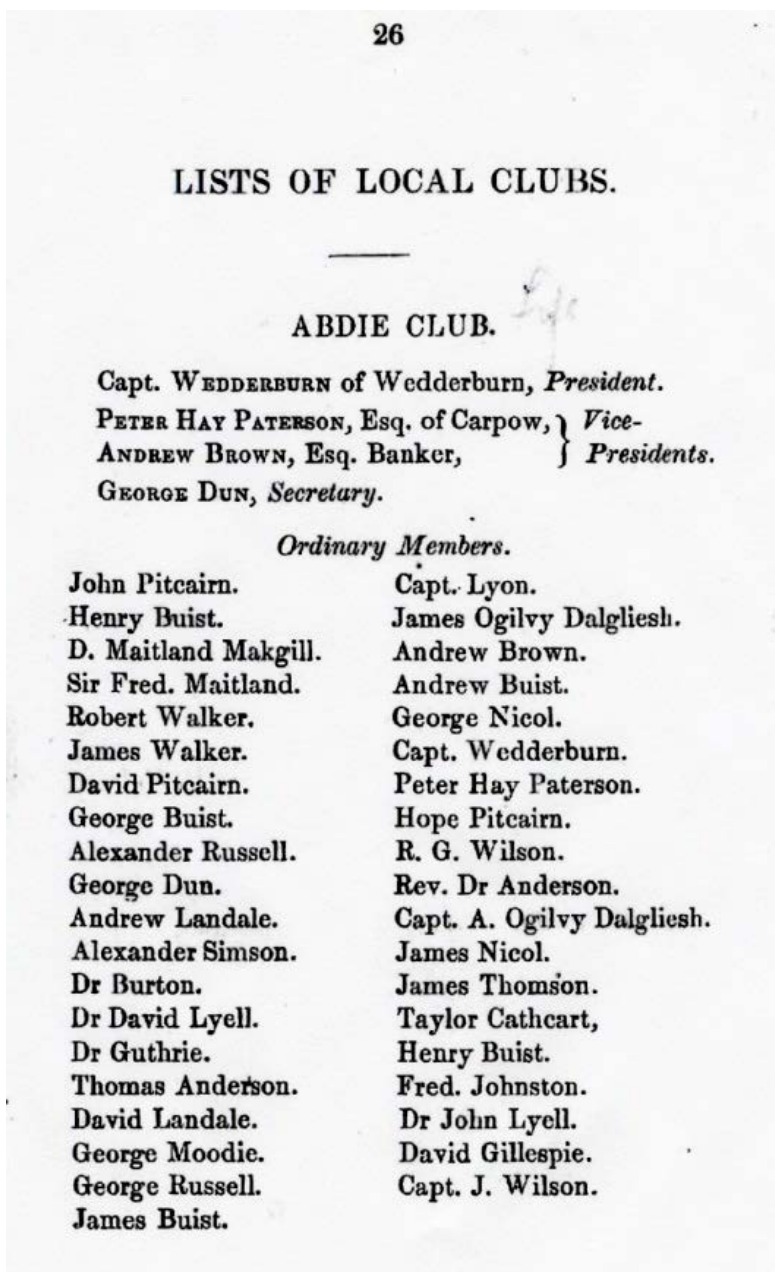 26
LISTS OF LOCAL CLUBS.
ABDIE CLUB.
Capt. WEDDERBURN of Wedderburn, President.
PETER HAY PATERSON, Esq. of Carpow, } Vice-
ANDREW BROWN, Esq. Banker, } Presidents.
GEORGE DUN, Secretary.
Ordinary Members.
John Pitcairn.
Henry Buist.
D. Maitland Makgill.
Sir Fred. Maitland.
Robert Walker.
James Walker.
David Pitcairn.
George Buist.
Alexander Russell.
George Dun.
Andrew Landale.
Alexander Simson.
Dr Burton.
Dr David Lyell.
Dr Guthrie.
Thomas Anderson.
David Landale.
George Moodie.
George Russell.
James Buist.
Capt. Lyon.
James Ogilvy Dalgliesh.
Andrew Brown.
Andrew Buist.
George Nicol.
Capt. Wedderburn.
Peter Hay Paterson.
Hope Pitcairn.
R. G. Wilson.
Rev. Dr Anderson.
Capt. A. Ogilvy Dalgliesh.
James Nicol.
James Thomson.
Taylor Cathcart,
Henry Buist.
Fred. Johnston.
Dr John Lyell.
David Gillespie.
Capt. J. Wilson.